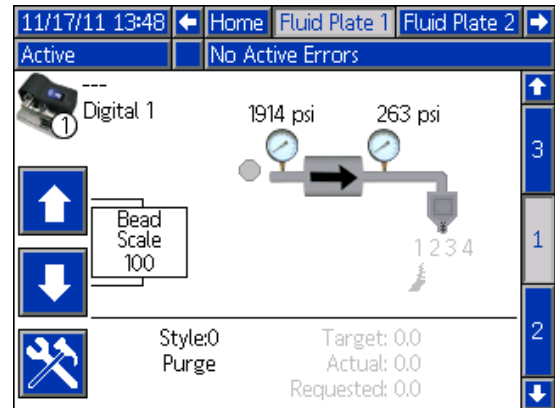 11/17/11 13:48 Home Fluid Plate 1 Fluid Plate 2
Active No Active Errors
---
Digital 1
1
1914 psi 263 psi
3
Bead
Scale
100
1 2 3 4
1
Style:0 Target: 0.0
Purge Actual: 0.0
Requested: 0.0
2